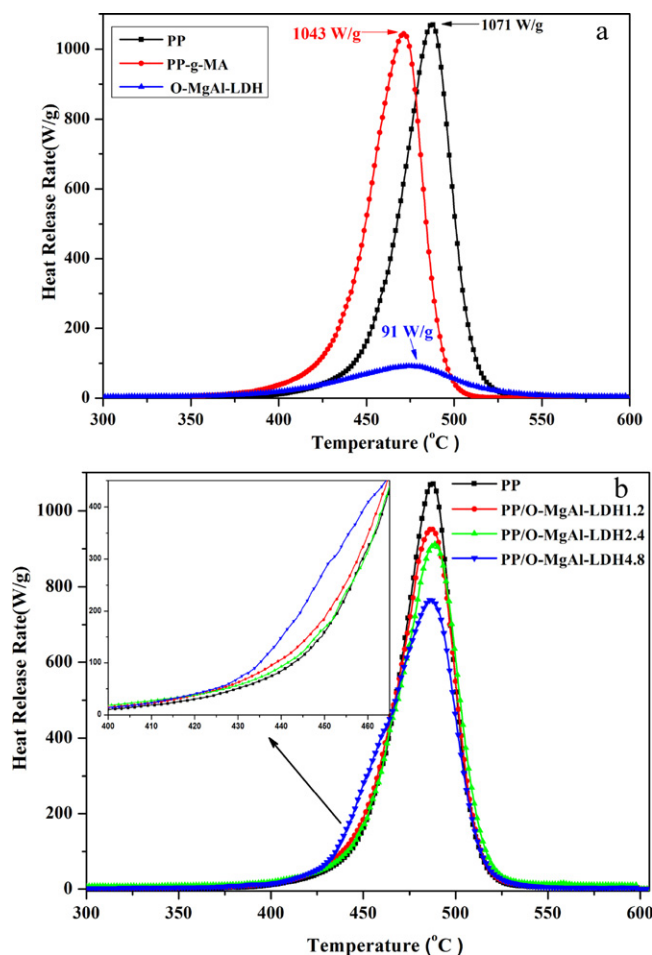 a
1043 W/g
1071 W/g
PP
PP-g-MA
O-MgAl-LDH
91 W/g
Heat Release Rate(W/g)
1000
800
600
400
200
0
300 350 400 450 500 550 600
Temperature (°C )
b
PP
PP/O-MgAl-LDH1.2
PP/O-MgAl-LDH2.4
PP/O-MgAl-LDH4.8
400
300
200
100
50
0
400 410 420 430 440 450 460
Heat Release Rate(W/g)
1000
800
600
400
200
0
300 350 400 450 500 550 600
Temperature (°C )